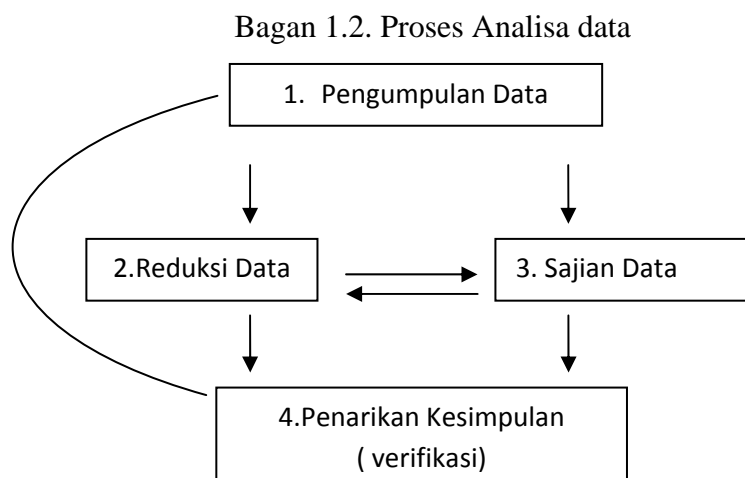 Bagan 1.2. Proses Analisa data
1. Pengumpulan Data
2.Reduksi Data
3. Sajian Data
4.Penarikan Kesimpulan
( verifikasi)